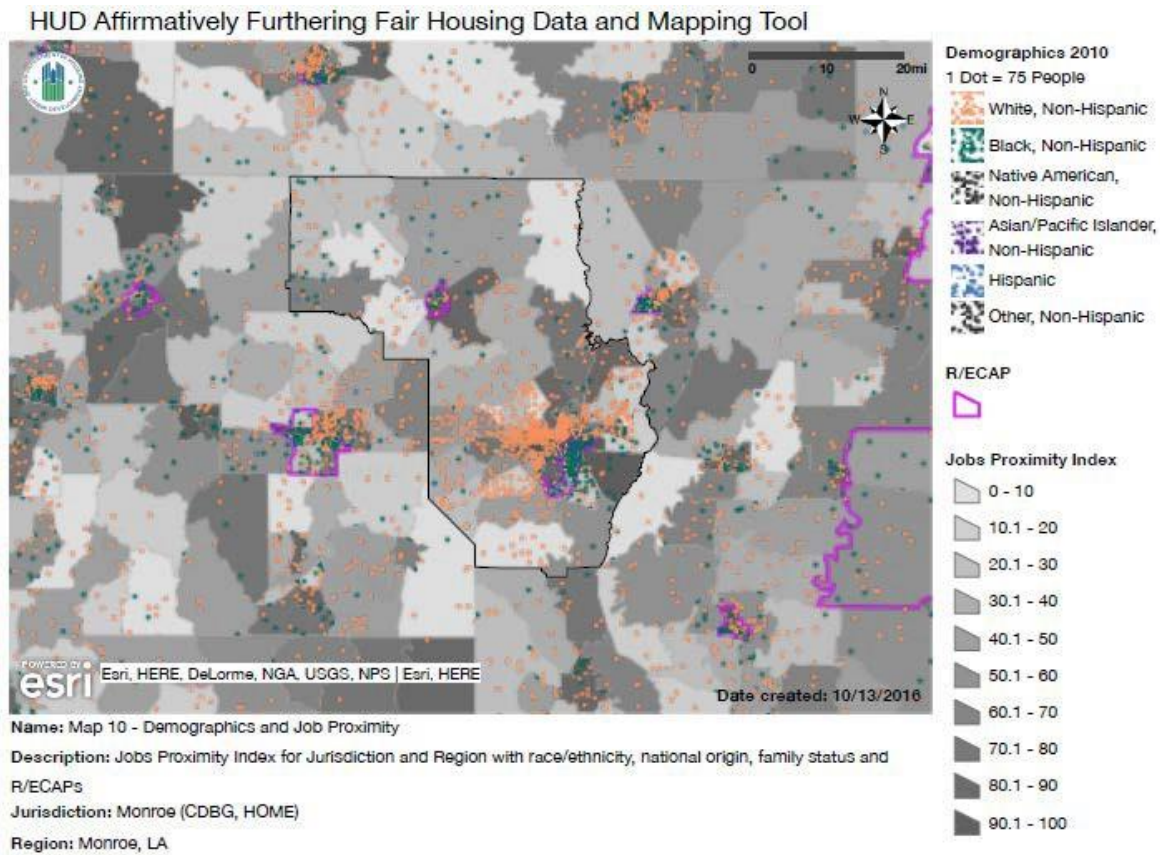 HUD Affirmatively Furthering Fair Housing Data and Mapping Tool
0 10 20mi
N
W E
S
Demographics 2010
1 Dot = 75 People
White, Non-Hispanic
Black, Non-Hispanic
Native American,
Non-Hispanic
Asian/Pacific Islander,
Non-Hispanic
Hispanic
Other, Non-Hispanic
R/ECAP
Jobs Proximity Index
0 - 10
10.1 - 20
20.1 - 30
30.1 - 40
40.1 - 50
50.1 - 60
60.1 - 70
70.1 - 80
80.1 - 90
90.1 - 100
POWERED BY
esri
Esri, HERE, DeLorme, NGA, USGS, NPS | Esri, HERE
Date created: 10/13/2016
Name: Map 10 - Demographics and Job Proximity
Description: Jobs Proximity Index for Jurisdiction and Region with race/ethnicity, national origin, family status and
R/ECAPs
Jurisdiction: Monroe (CDBG, HOME)
Region: Monroe, LA